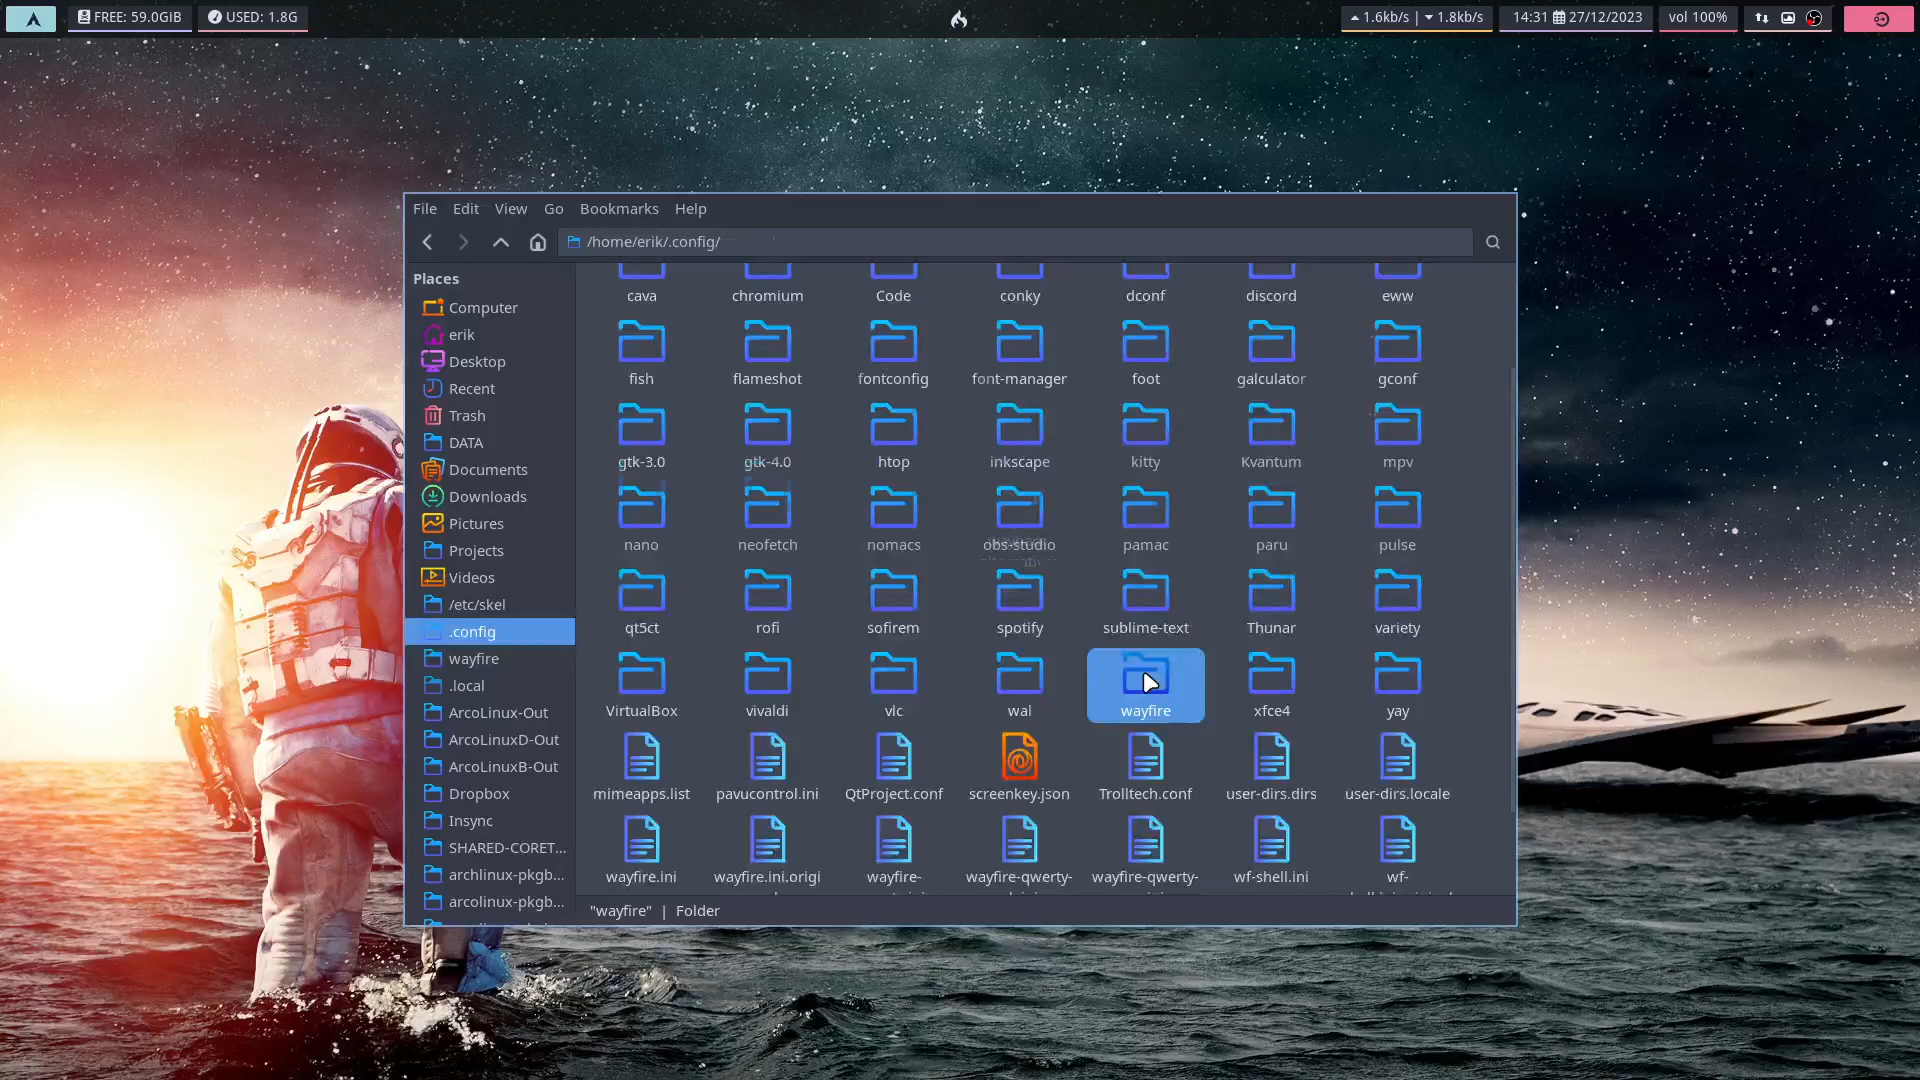 FREE: 59.0GIB USED: 1.8G 1.6kb/s | 1.8kb/s 14:31 27/12/2023 vol 100%
File Edit View Go Bookmarks Help
/home/erik/.config/
Places
Computer
erik
Desktop
Recent
Trash
DATA
Documents
Downloads
Pictures
Projects
Videos
/etc/skel
.config
wayfire
.local
ArcoLinux-Out
ArcoLinuxD-Out
ArcoLinuxB-Out
Dropbox
Insync
SHARED-CORET...
archlinux-pkgb...
arcolinux-pkgb...
cava chromium Code conky dconf discord eww
fish flameshot fontconfig font-manager foot galculator gconf
gtk-3.0 gtk-4.0 htop inkscape kitty Kvantum mpv
nano neofetch nomacs obs-studio pamac paru pulse
qt5ct rofi sofirem spotify sublime-text Thunar variety
VirtualBox vivaldi vlc wal wayfire xfce4 yay
mimeapps.list pavucontrol.ini QtProject.conf screenkey.json Trolltech.conf user-dirs.dirs user-dirs.locale
wayfire.ini wayfire.ini.origi wayfire- wayfire-qwerty- wayfire-qwerty- wf-shell.ini wf-
"wayfire" | Folder